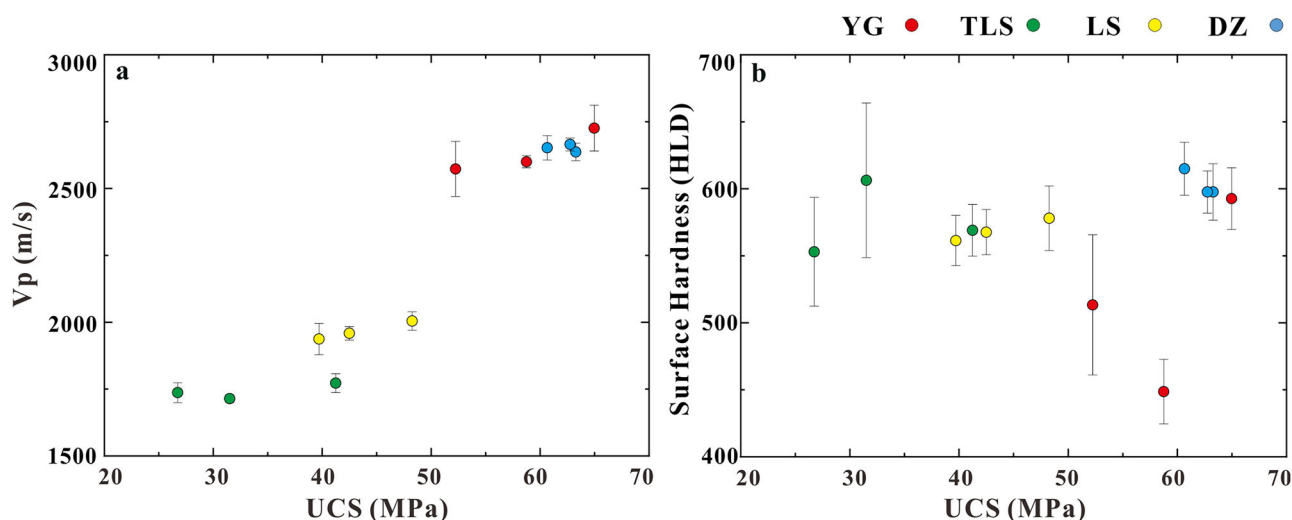 YG TLS LS DZ
a
3000
2500
2000
1500
Vp (m/s)
20 30 40 50 60 70
UCS (MPa)
b
700
600
500
400
Surface Hardness (HLD)
20 30 40 50 60 70
UCS (MPa)